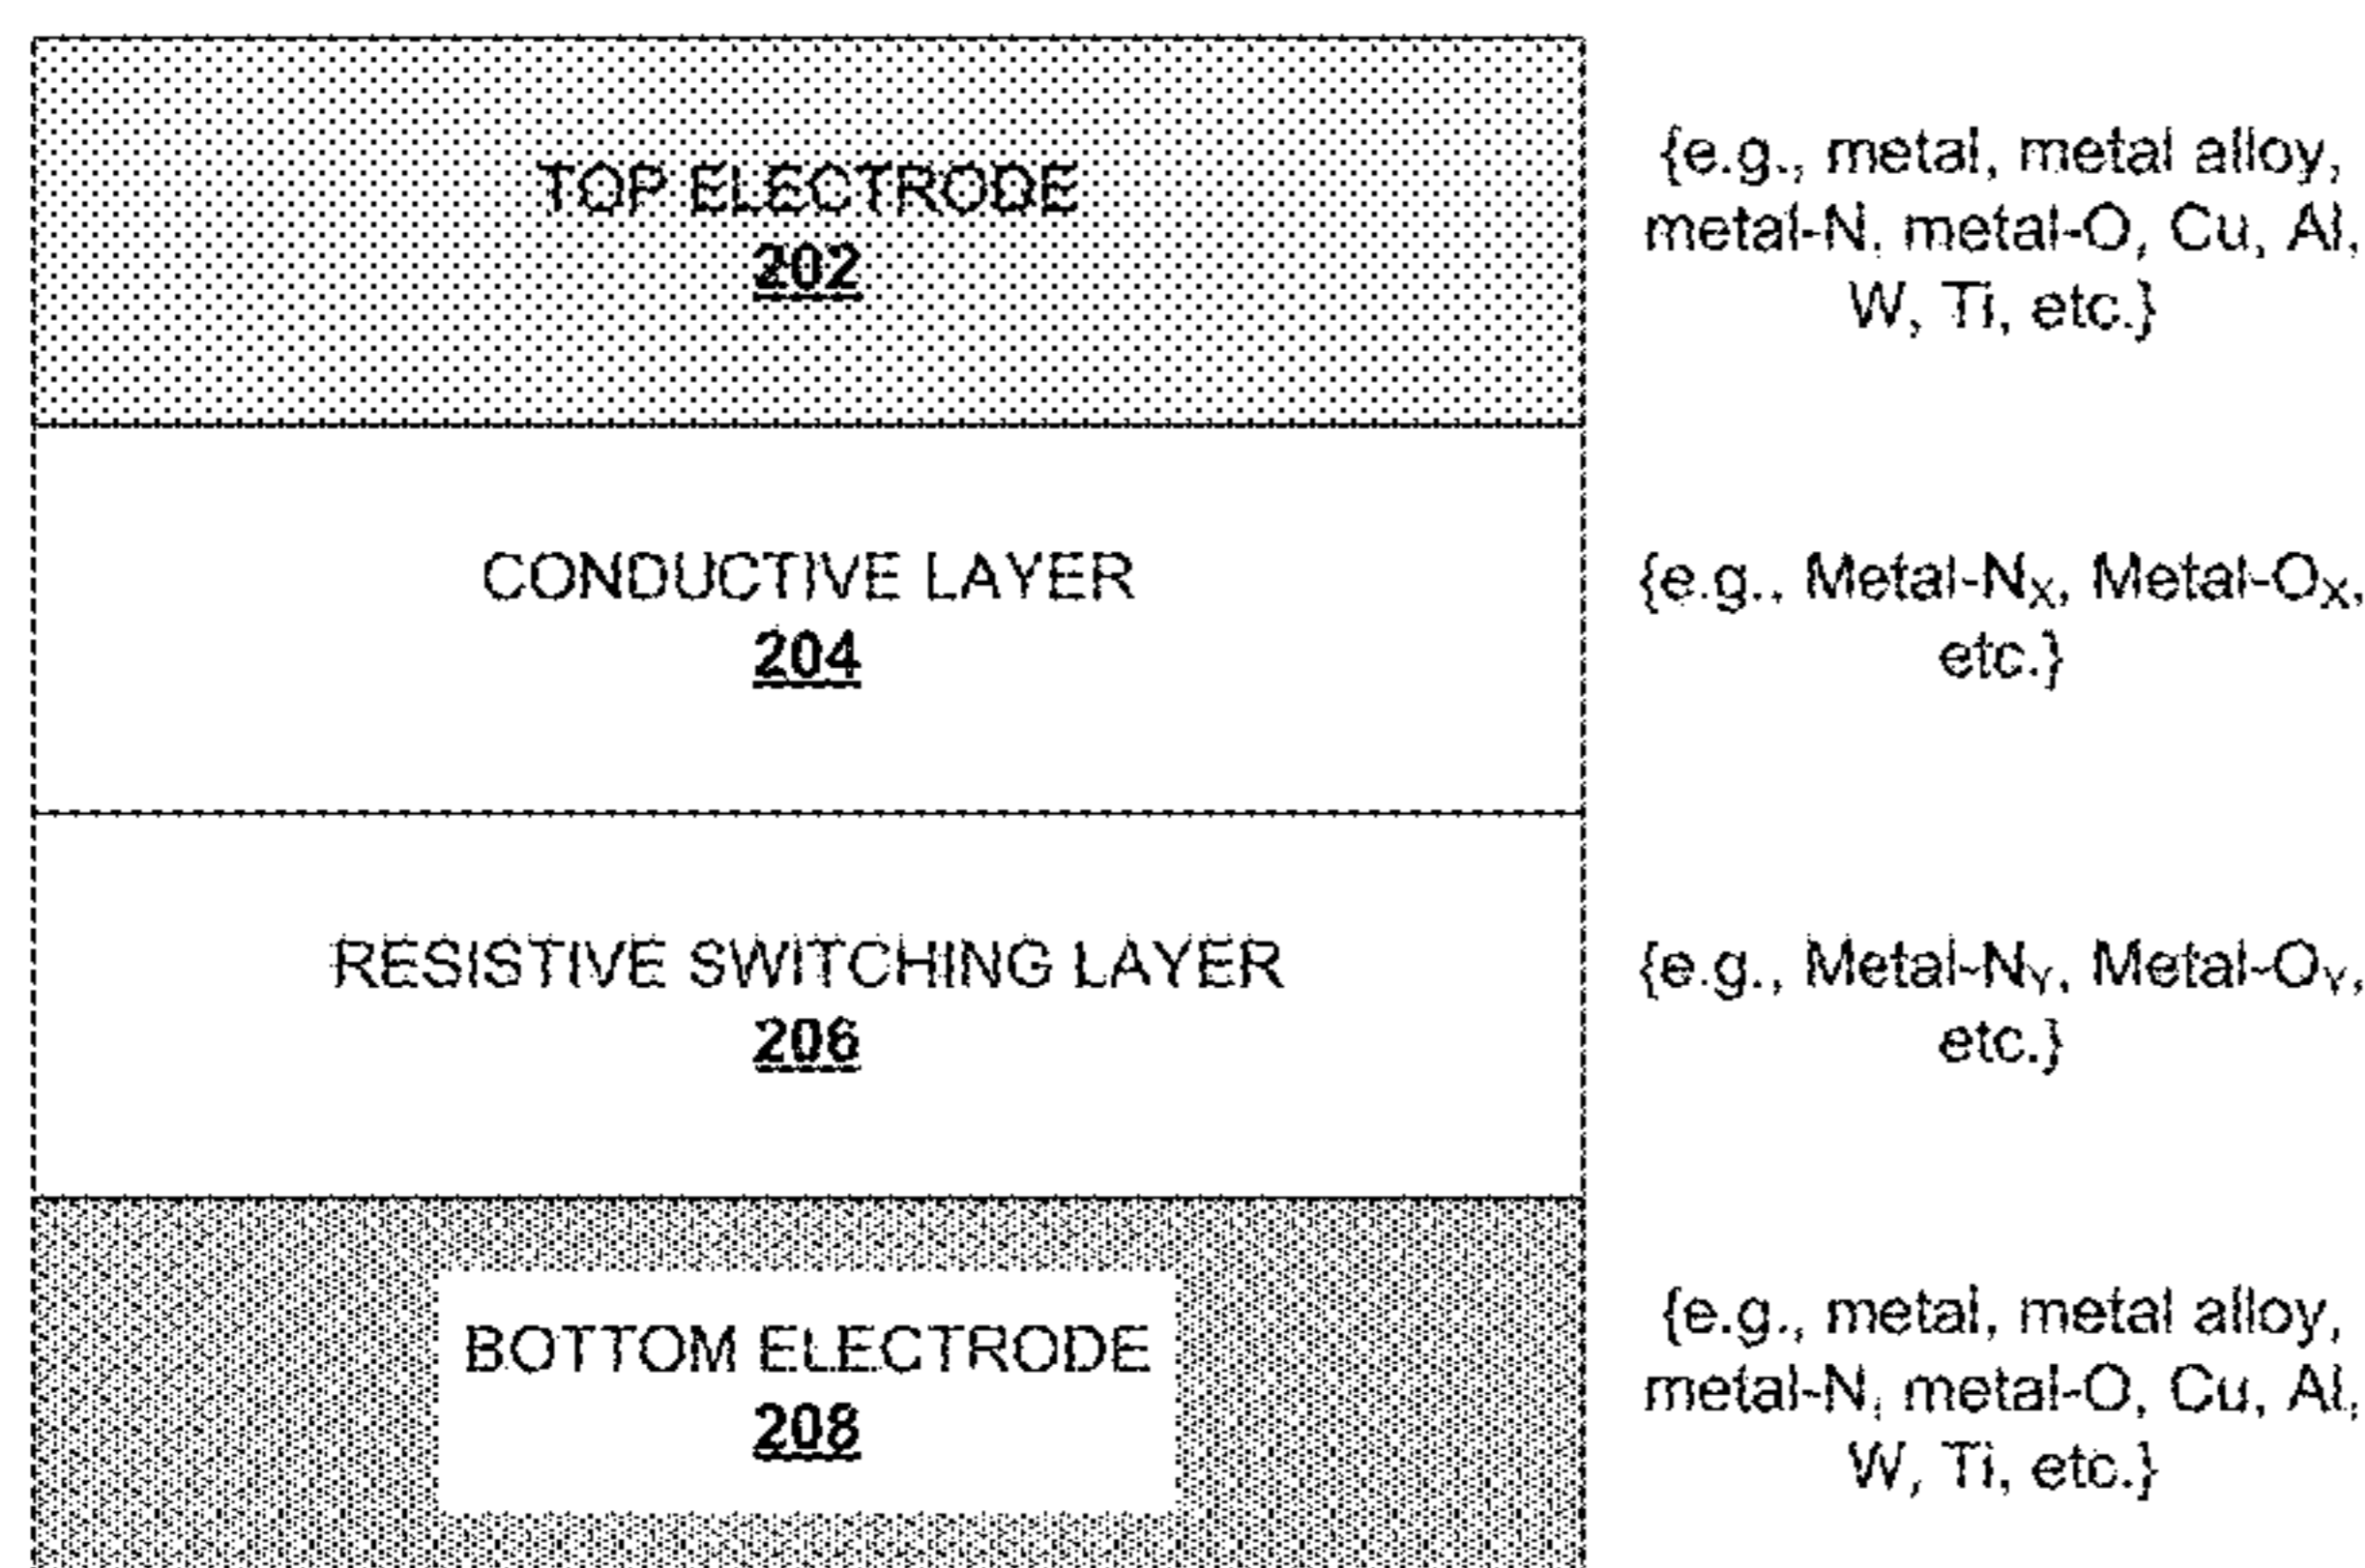 TOP ELECTRODE
202
{e.g., metal, metal alloy,
metal-N, metal-O, Cu, Al,
W, Ti, etc.}
CONDUCTIVE LAYER
204
{e.g., Metal-Nₓ, Metal-Oₓ,
etc.}
RESISTIVE SWITCHING LAYER
206
{e.g., Metal-NY, Metal-OY,
etc.}
BOTTOM ELECTRODE
208
{e.g., metal, metal alloy,
metal-N, metal-O, Cu, Al,
W, Ti, etc.}